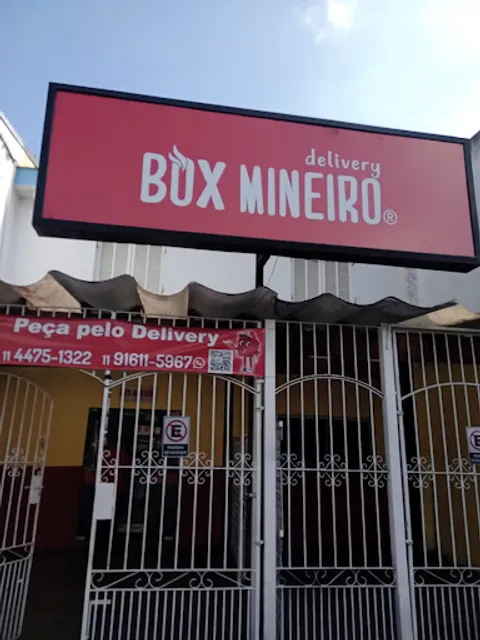 delivery
BOX MINEIRO®
Peça pelo Delivery
11 4475-1322 11 91611-5967
E
E